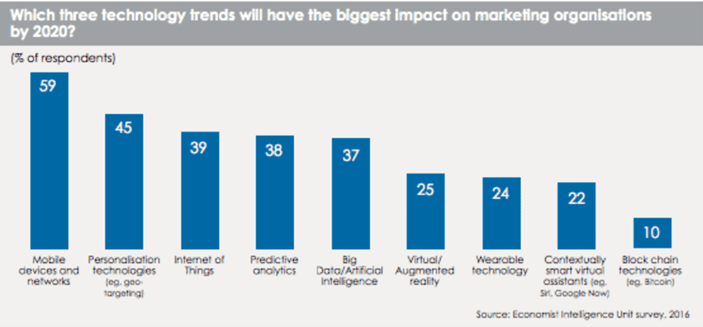 Which three technology trends will have the biggest impact on marketing organisations
by 2020?
(% of respondents)
59
45
39
38
37
25
24
22
10
Mobile
devices and
networks
Personalisation
technologies
(eg, geo-
targeting)
Internet of
Things
Predictive
analytics
Big
Data/Artificial
Intelligence
Virtual/
Augmented
reality
Wearable
technology
Contextually
smart virtual
assistants (eg,
Siri, Google Now)
Block chain
technologies
(eg, Bitcoin)
Source: Economist Intelligence Unit survey, 2016